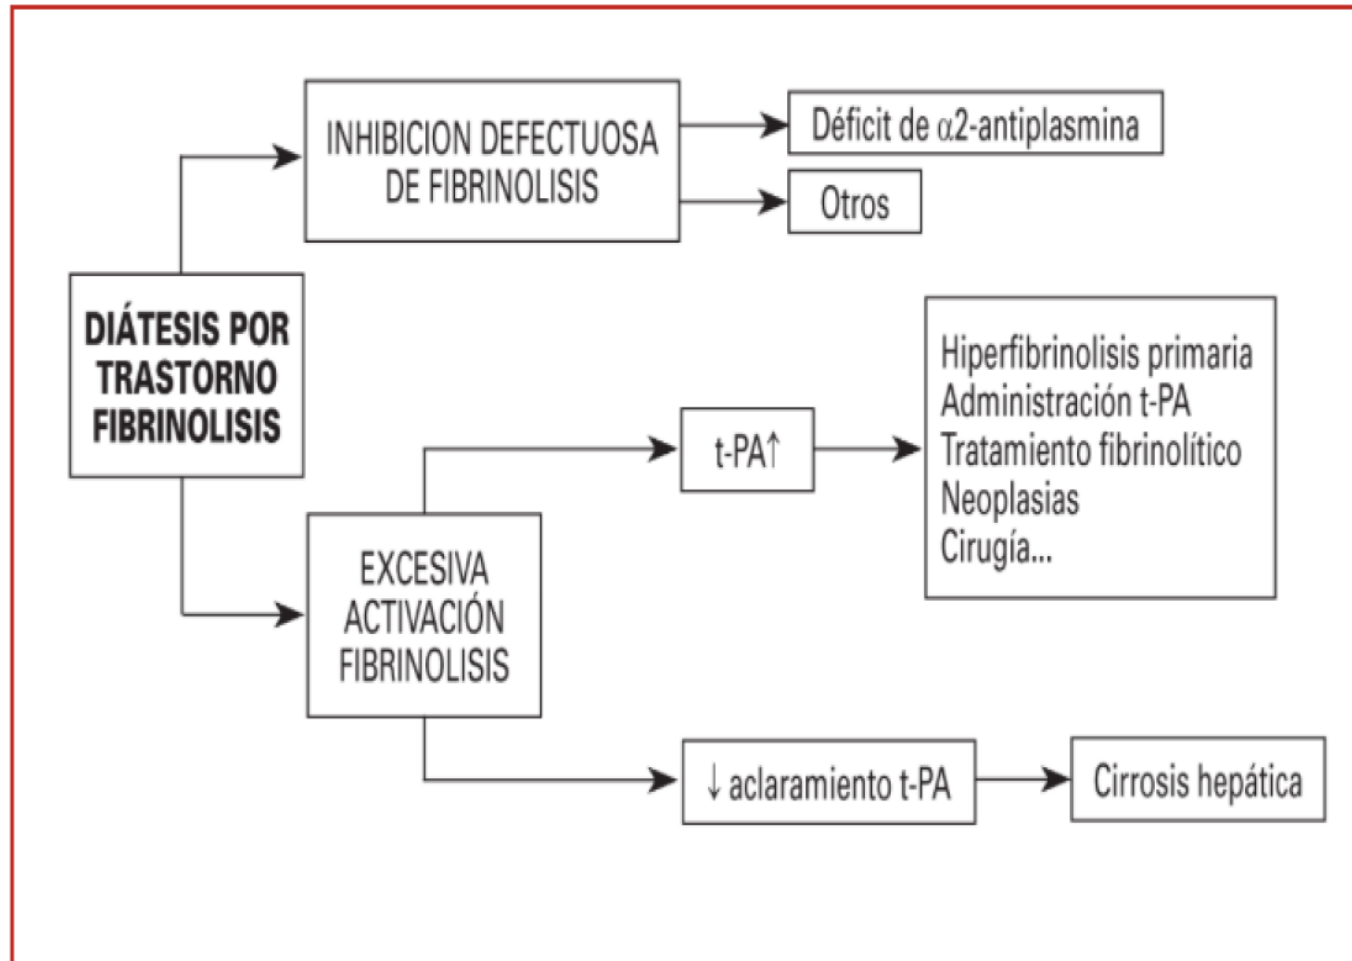 INHIBICION DEFECTUOSA
DE FIBRINOLISIS
Déficit de α2-antiplasmina
Otros
DIÁTESIS POR
TRASTORNO
FIBRINOLISIS
Hiperfibrinolisis primaria
Administración t-PA
Tratamiento fibrinolítico
Neoplasias
Cirugía...
t-PA↑
EXCESIVA
ACTIVACIÓN
FIBRINOLISIS
↓ aclaramiento t-PA
Cirrosis hepática